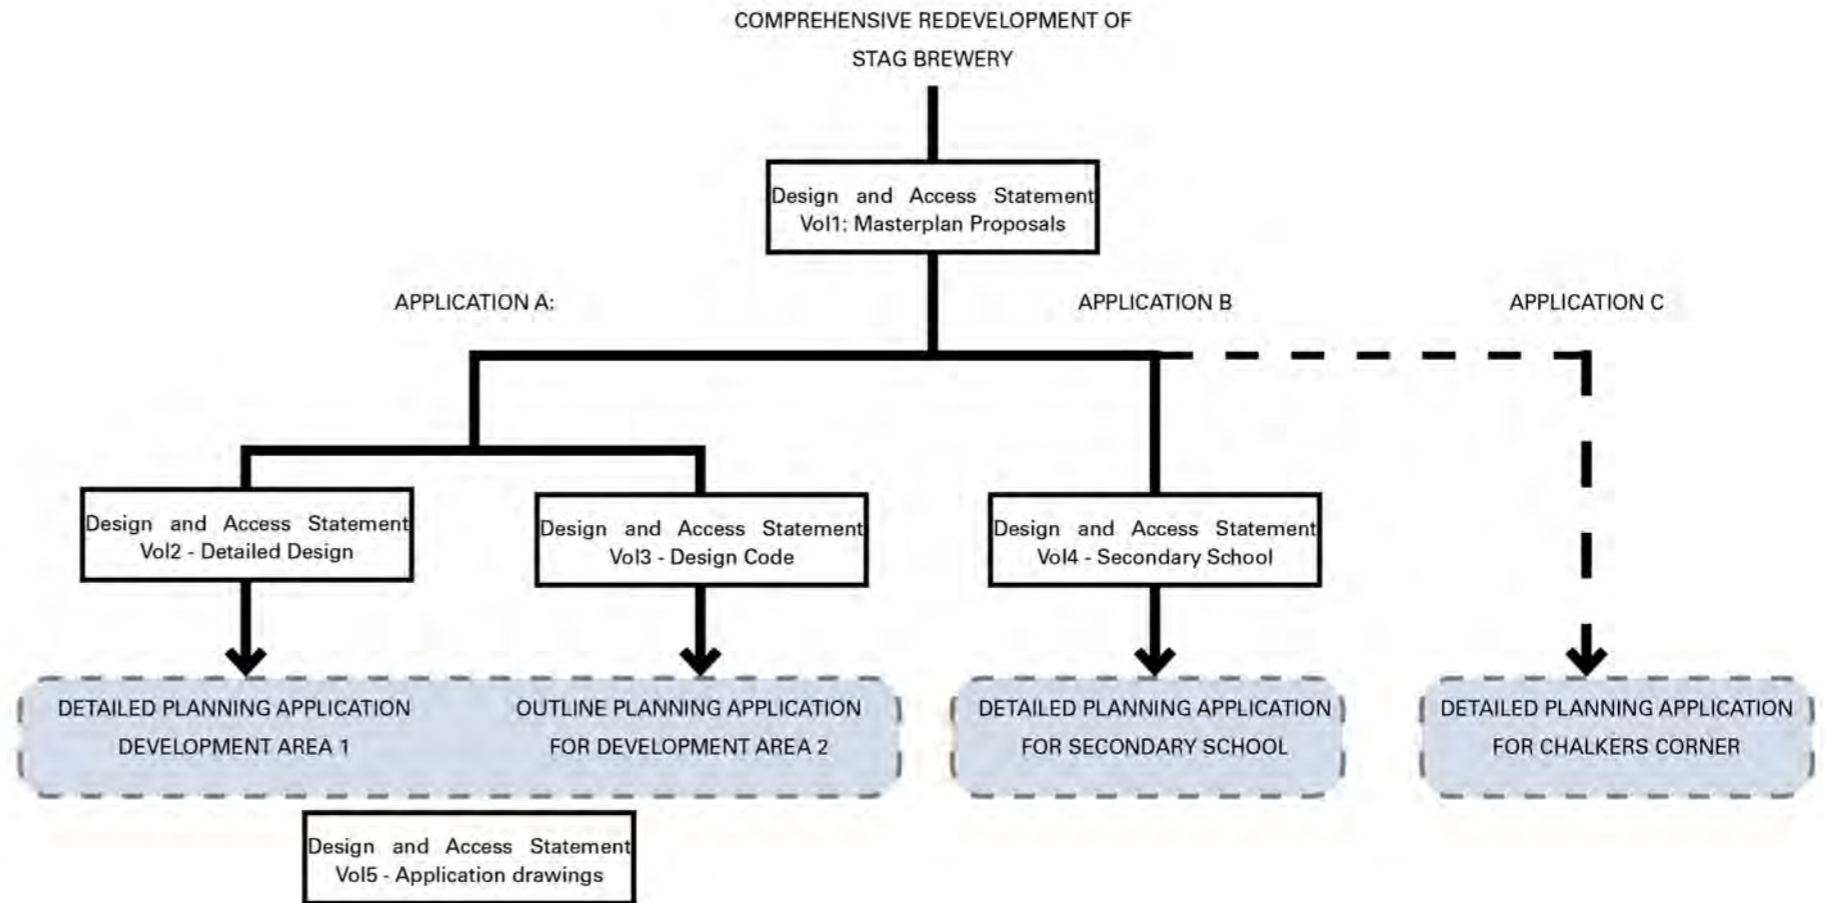 COMPREHENSIVE REDEVELOPMENT OF
STAG BREWERY
Design and Access Statement
Vol1: Masterplan Proposals
APPLICATION A:
APPLICATION B
APPLICATION C
Design and Access Statement
Vol2 - Detailed Design
Design and Access Statement
Vol3 - Design Code
Design and Access Statement
Vol4 - Secondary School
DETAILED PLANNING APPLICATION
DEVELOPMENT AREA 1
OUTLINE PLANNING APPLICATION
FOR DEVELOPMENT AREA 2
DETAILED PLANNING APPLICATION
FOR SECONDARY SCHOOL
DETAILED PLANNING APPLICATION
FOR CHALKERS CORNER
Design and Access Statement
Vol5 - Application drawings